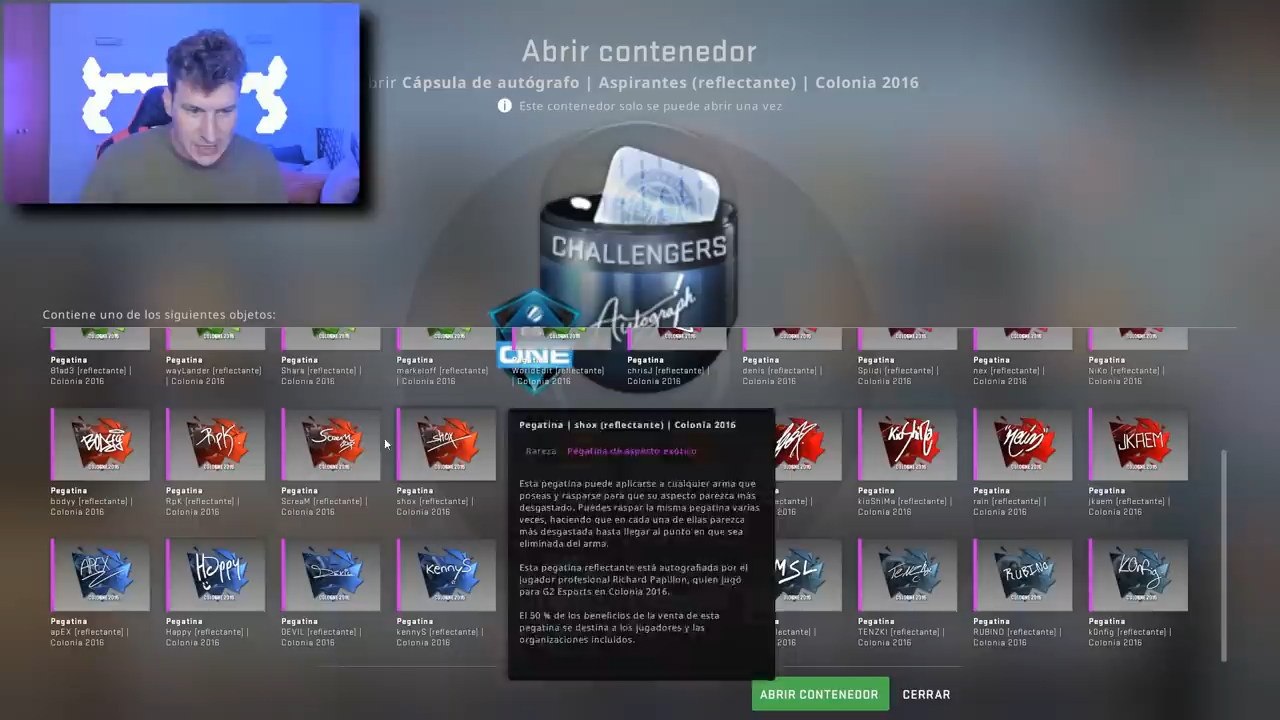 Abrir contenedor
brir Cápsula de autógrafo | Aspirantes (reflectante) | Colonia 2016
Este contenedor solo se puede abrir una vez
CHALLENGERS
Autograph
ONE
Contiene uno de los siguientes objetos:
Pegatina
B1ad3 (reflectante) |
Colonia 2016
Pegatina
wayLander (reflectante)
| Colonia 2016
Pegatina
Shara (reflectante) |
Colonia 2016
Pegatina
markeloff (reflectante)
| Colonia 2016
Pegatina
WorldEdit (reflectante)
| Colonia 2016
Pegatina
chrisJ (reflectante) |
Colonia 2016
Pegatina
denis (reflectante) |
Colonia 2016
Pegatina
Spiidi (reflectante) |
Colonia 2016
Pegatina
nex (reflectante) |
Colonia 2016
Pegatina
NiKo (reflectante) |
Colonia 2016
Pegatina
bodyy (reflectante) |
Colonia 2016
Pegatina
RpK (reflectante) |
Colonia 2016
Pegatina
ScreaM (reflectante) |
Colonia 2016
Pegatina
shox (reflectante) |
Colonia 2016
Pegatina | shox (reflectante) | Colonia 2016
Rareza Pegatina de aspecto exótico
Esta pegatina puede aplicarse a cualquier arma que
poseas y rasparse para que su aspecto parezca más
desgastado. Puedes raspar la misma pegatina varias
veces, haciendo que en cada una de ellas parezca
más desgastada hasta llegar al punto en que sea
eliminada del arma.
Esta pegatina reflectante está autografiada por el
jugador profesional Richard Papillon, quien jugó
para G2 Esports en Colonia 2016.
El 50 % de los beneficios de la venta de esta
pegatina se destina a los jugadores y las
organizaciones incluidos.
Pegatina
kioShiMa (reflectante)
| Colonia 2016
Pegatina
rain (reflectante) |
Colonia 2016
Pegatina
jkaem (reflectante) |
Colonia 2016
JKAEM
Pegatina
apEX (reflectante) |
Colonia 2016
Pegatina
Happy (reflectante) |
Colonia 2016
Pegatina
DEVIL (reflectante) |
Colonia 2016
Pegatina
kennyS (reflectante) |
Colonia 2016
MSL
Pegatina
TENZKI (reflectante) |
Colonia 2016
Pegatina
RUBINO (reflectante) |
Colonia 2016
Pegatina
k0nfig (reflectante) |
Colonia 2016
ABRIR CONTENEDOR
CERRAR